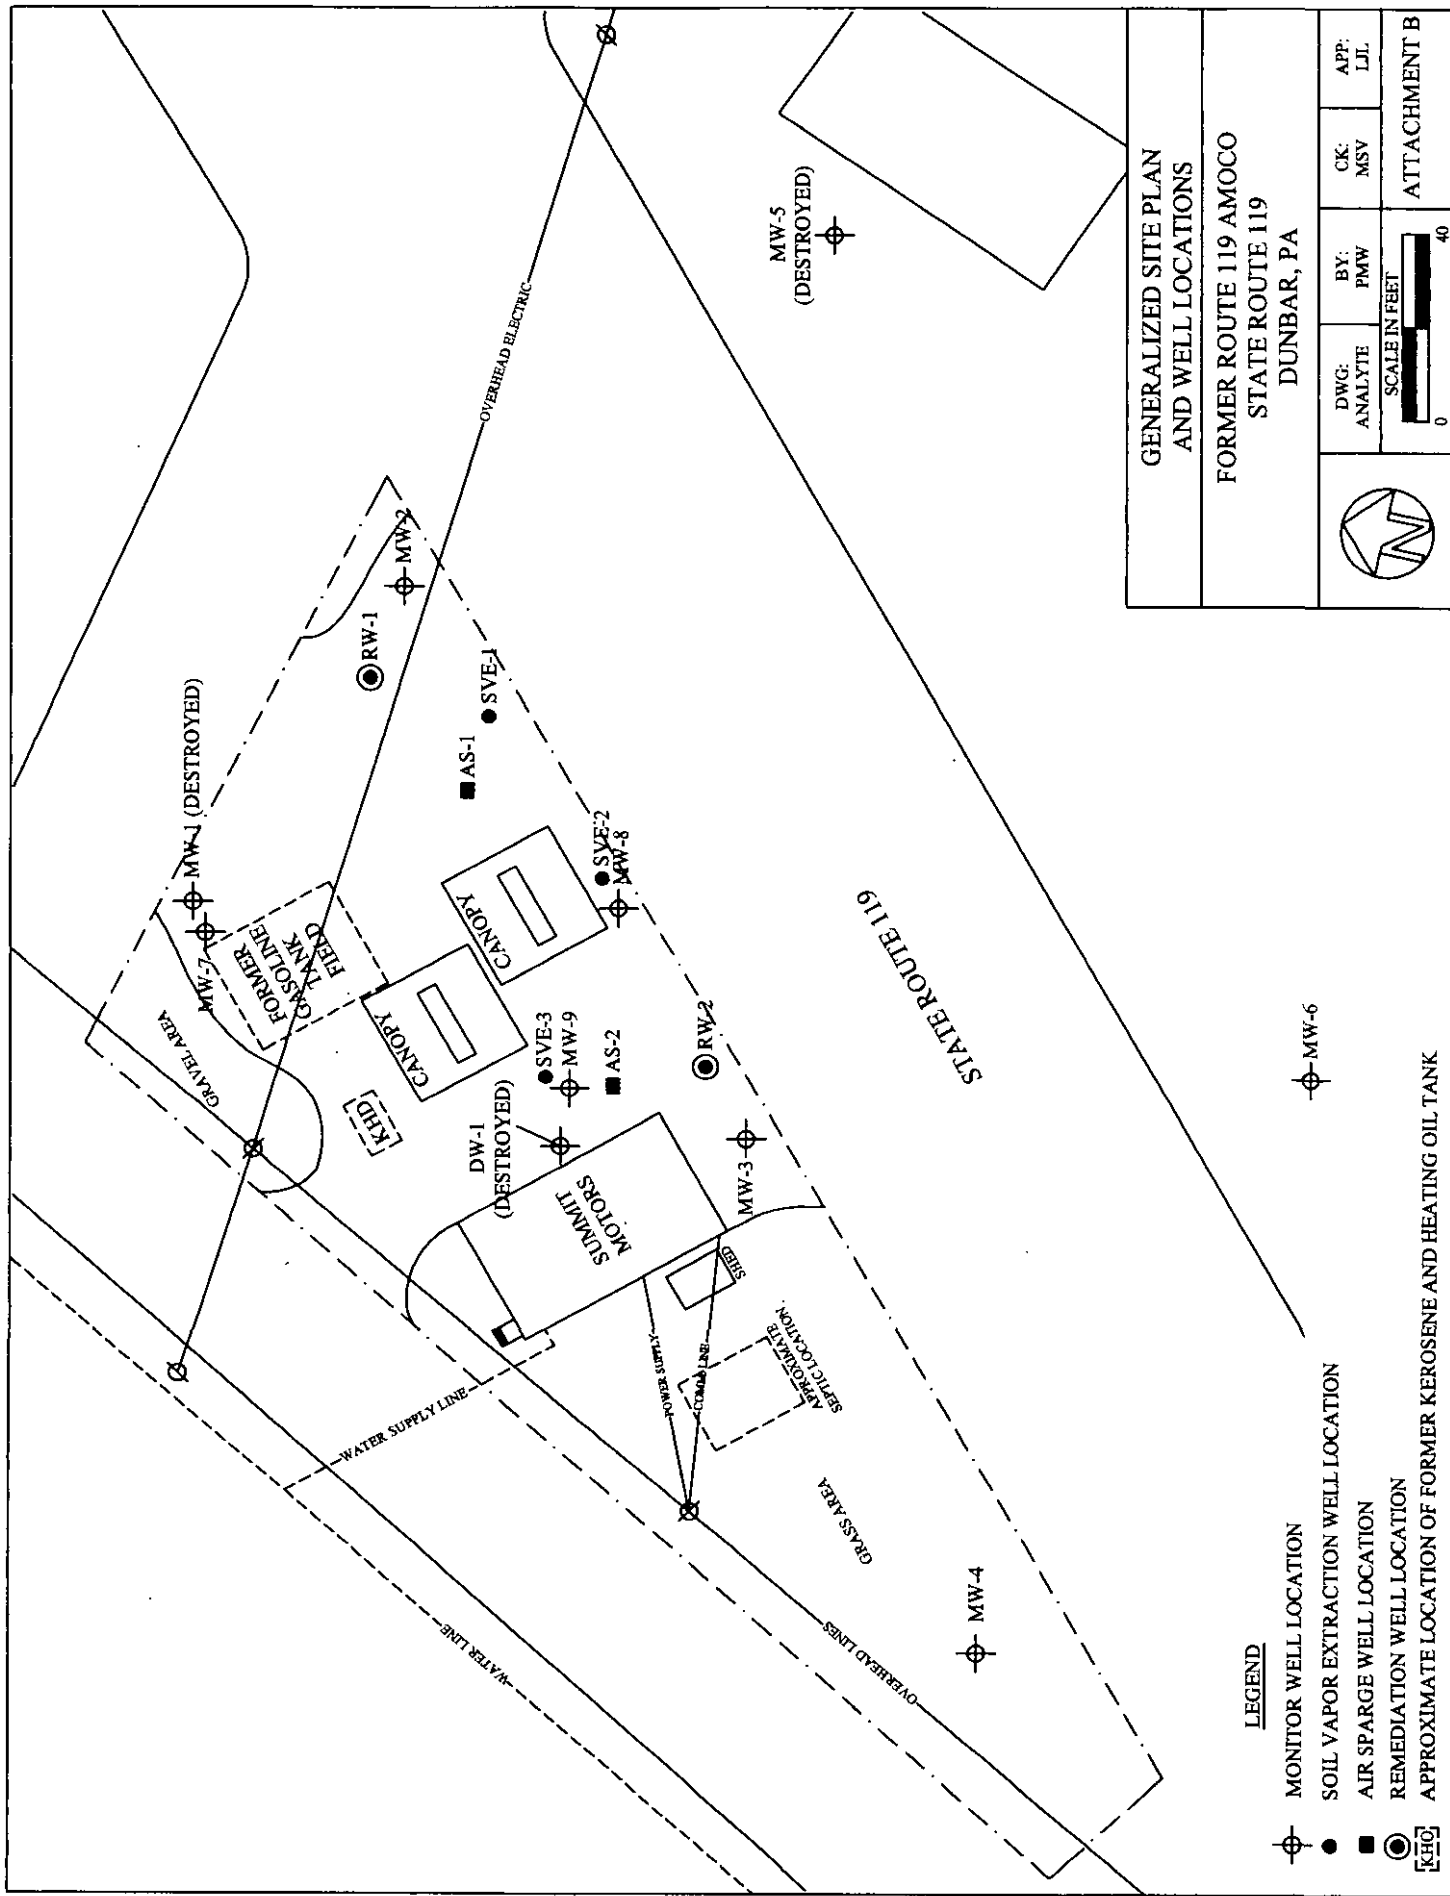 MW-5
(DESTROYED)
OVERHEAD ELECTRIC
MW-2
RW-1
SVE-1
AS-1
MW-1 (DESTROYED)
MW-7
FORMER
GASOLINE
TANK
FIELD
GRAVEL AREA
CANOPY
CANOPY
SVE-2
MW-8
KHD
SVE-3
MW-9
AS-2
RW-2
DW-1
(DESTROYED)
MW-3
SUMMIT
MOTORS
SHED
STATE ROUTE 119
MW-6
WATER SUPPLY LINE
POWER SUPPLY
COMM LINE
APPROXIMATE
SEPTIC LOCATION
GRASS AREA
WATER LINE
OVERHEAD LINES
MW-4
LEGEND
MONITOR WELL LOCATION
SOIL VAPOR EXTRACTION WELL LOCATION
AIR SPARGE WELL LOCATION
REMEDIATION WELL LOCATION
KHO APPROXIMATE LOCATION OF FORMER KEROSENE AND HEATING OIL TANK
GENERALIZED SITE PLAN
AND WELL LOCATIONS
FORMER ROUTE 119 AMOCO
STATE ROUTE 119
DUNBAR, PA
N
DWG:
ANALYTE
BY:
PMW
CK:
MSV
APP:
LJL
SCALE IN FEET
0 40
ATTACHMENT B